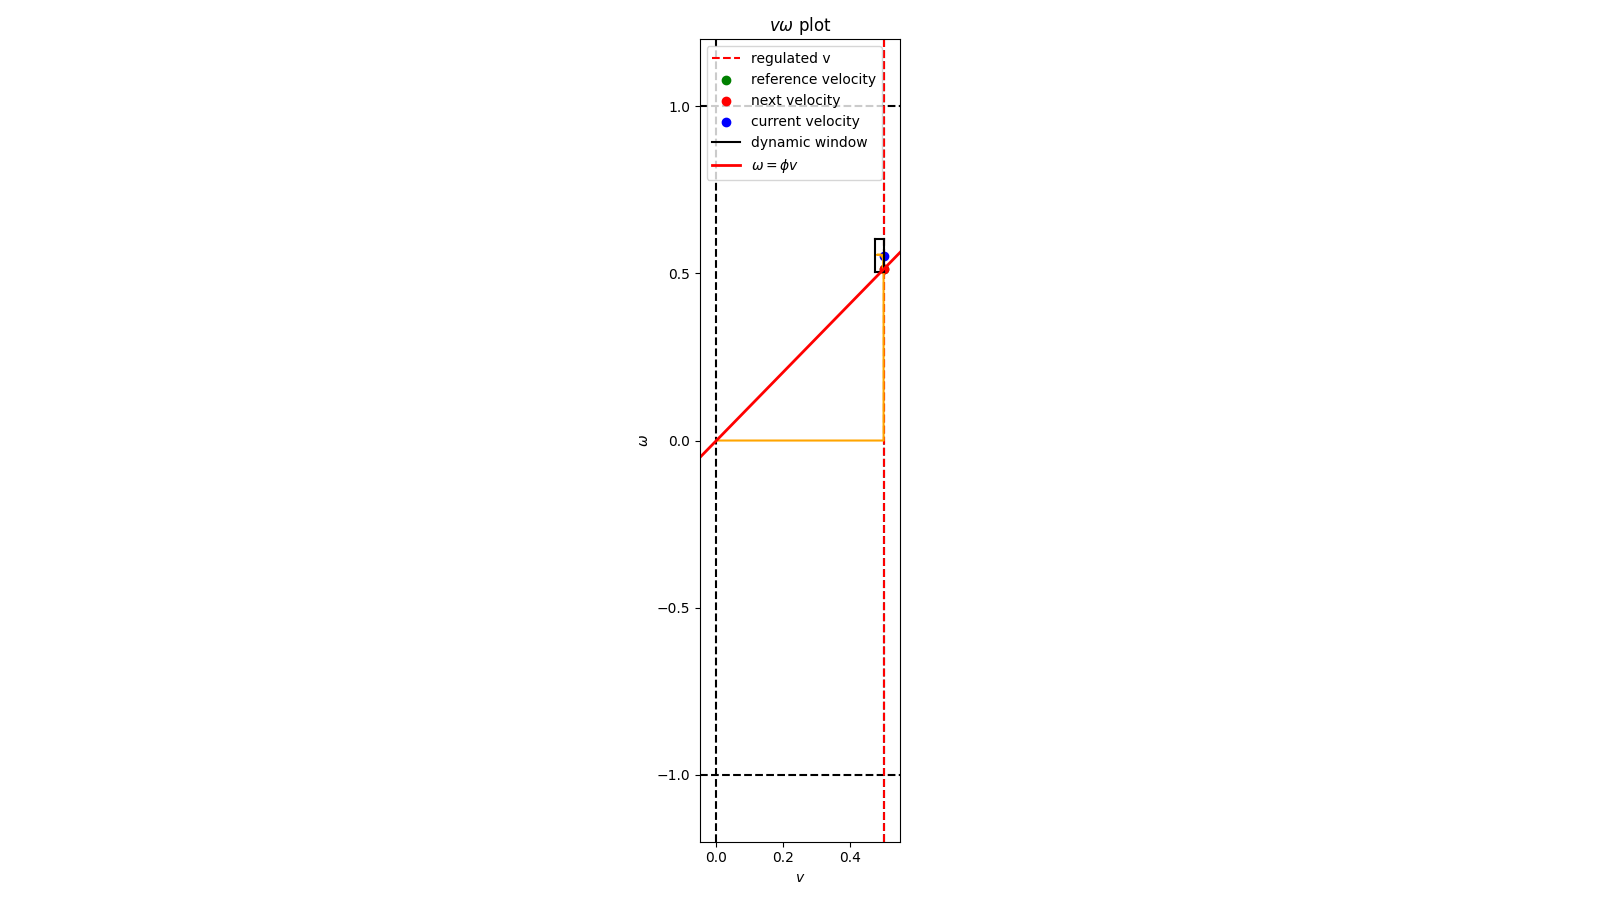 vω plot
regulated v
reference velocity
next velocity
current velocity
dynamic window
ω = ϕv
1.0
0.5
0.0
−0.5
−1.0
ω
0.0 0.2 0.4
v